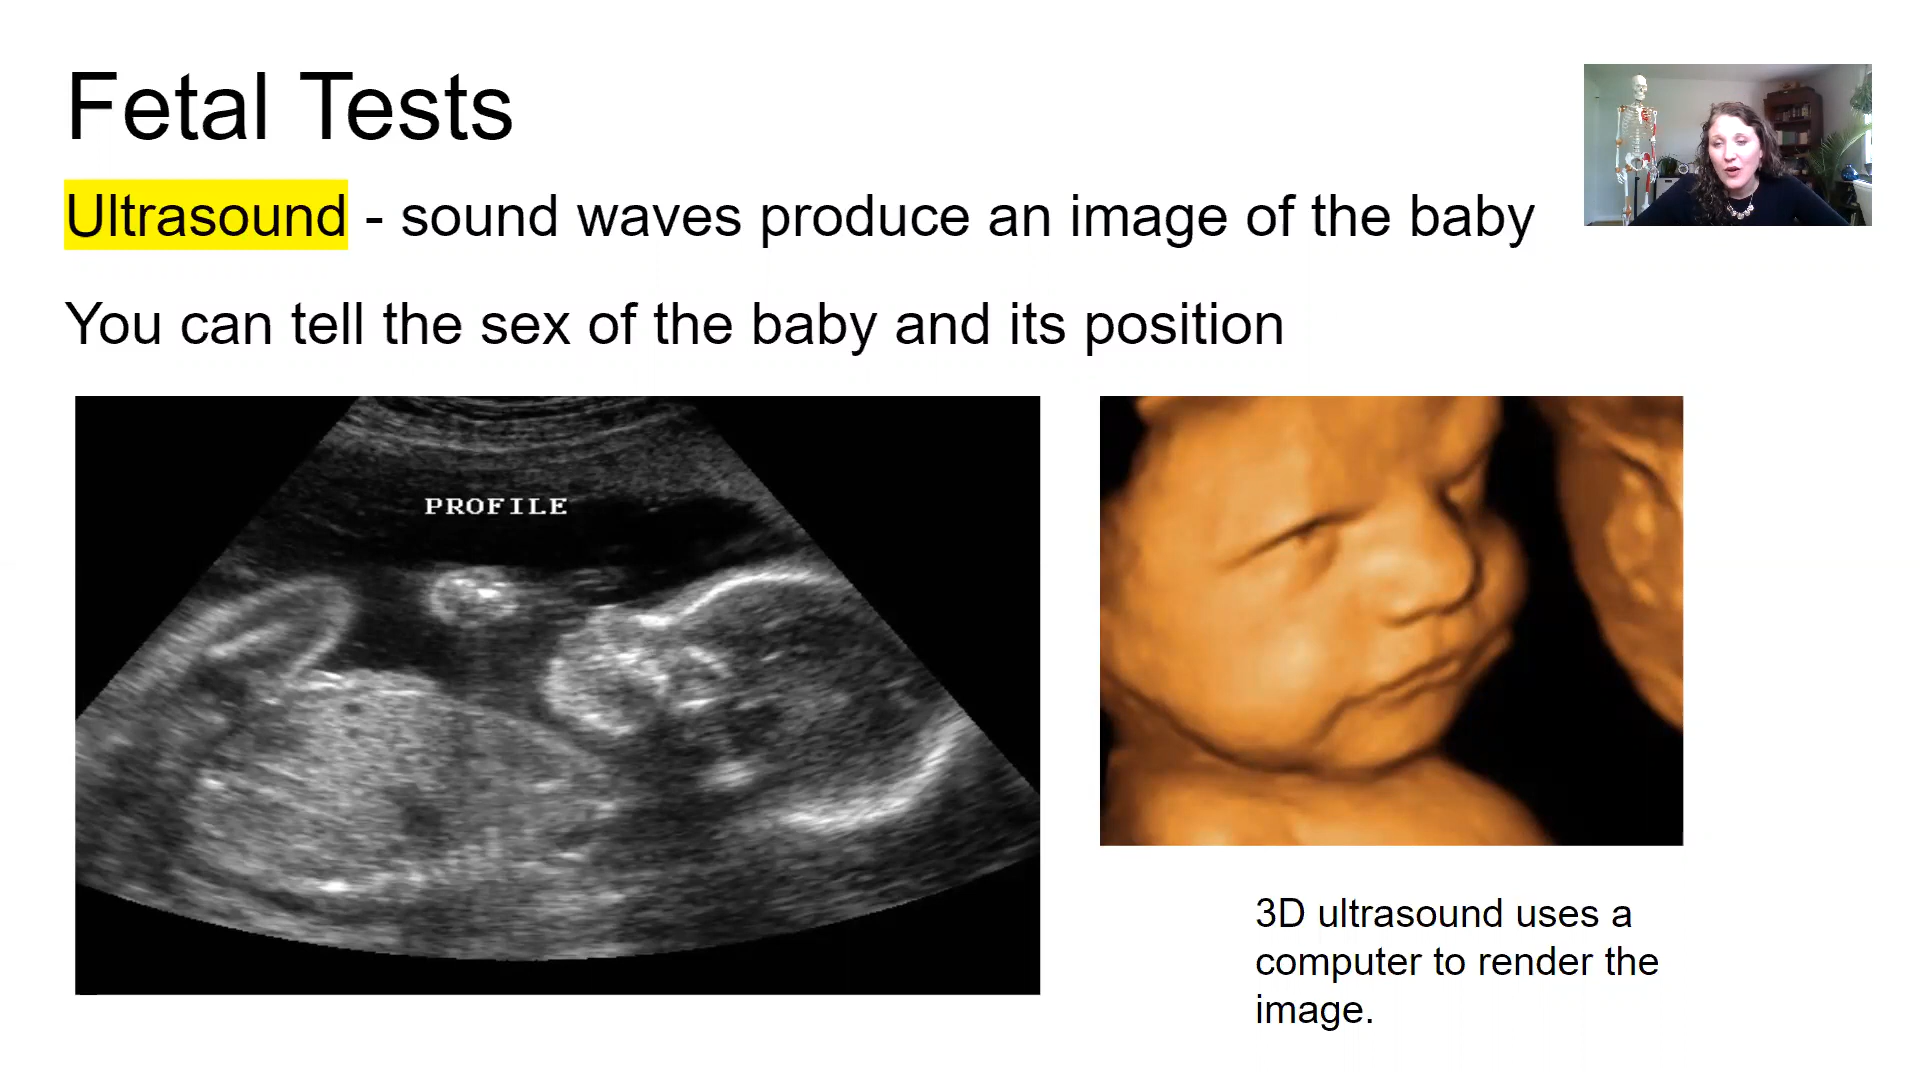 Fetal Tests
Ultrasound - sound waves produce an image of the baby
You can tell the sex of the baby and its position
PROFILE
3D ultrasound uses a
computer to render the
image.